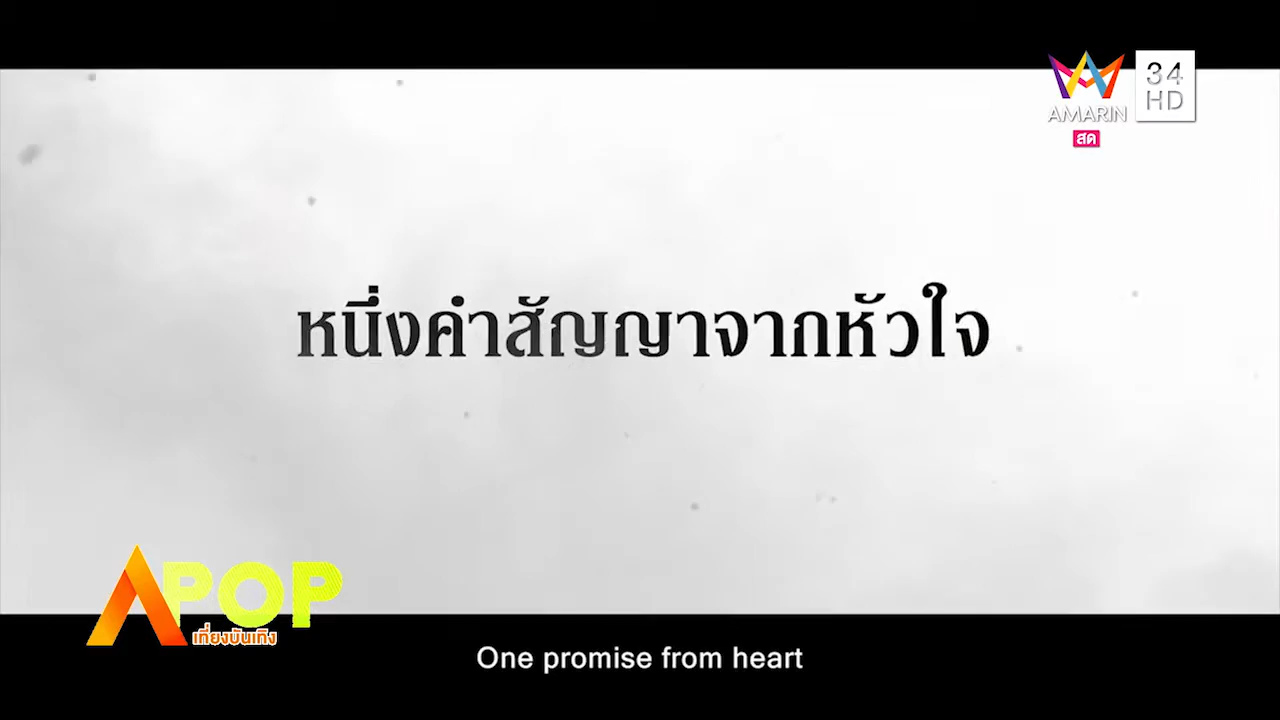 34
HD
AMARIN
สด
หนึ่งคำสัญญาจากหัวใจ
APOP
เที่ยงบันเทิง
One promise from heart